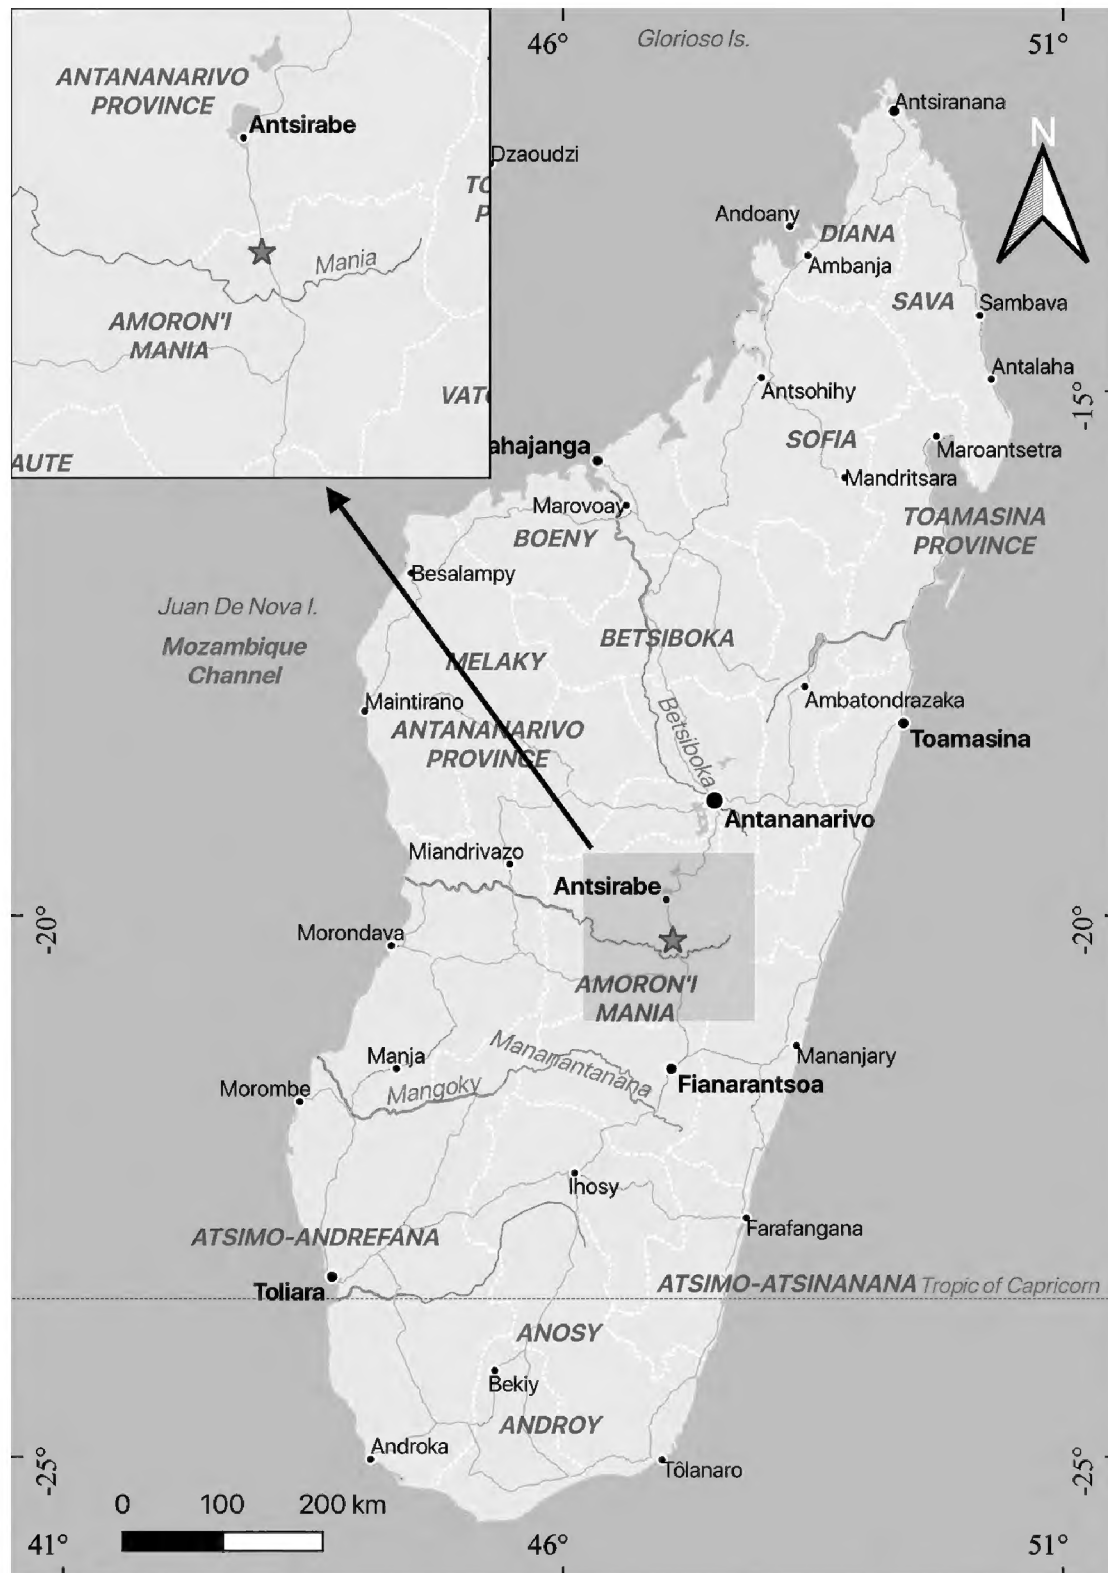 46°
51°
Glorioso Is.
ANTANANARIVO
PROVINCE
Antsirabe
Antsiranana
N
Dzaoudzi
TO
P
Andoany
DIANA
Ambanja
Mania
SAVA
Sambava
AMORON'I
MANIA
Antalaha
Antsohihy
-15°
VATO
SOFIA
ahajanga
Maroantsetra
AUTE
Mandritsara
Marovoay
TOAMASINA
PROVINCE
BOENY
Besalampy
Juan De Nova I.
Mozambique
Channel
BETSIBOKA
MELAKY
Maintirano
Ambatondrazaka
Betsiboka
ANTANANARIVO
PROVINCE
Toamasina
Antananarivo
Miandrivazo
Antsirabe
-20°
-20°
Morondava
AMORON'I
MANIA
Manja
Manamantanana
Mananjary
Morombe
Mangoky
Fianarantsoa
Ihosy
Farafangana
ATSIMO-ANDREFANA
Toliara
ATSIMO-ATSINANANA
Tropic of Capricorn
ANOSY
Bekiy
ANDROY
Androka
Tôlanaro
-25°
-25°
0 100 200 km
41°
46°
51°